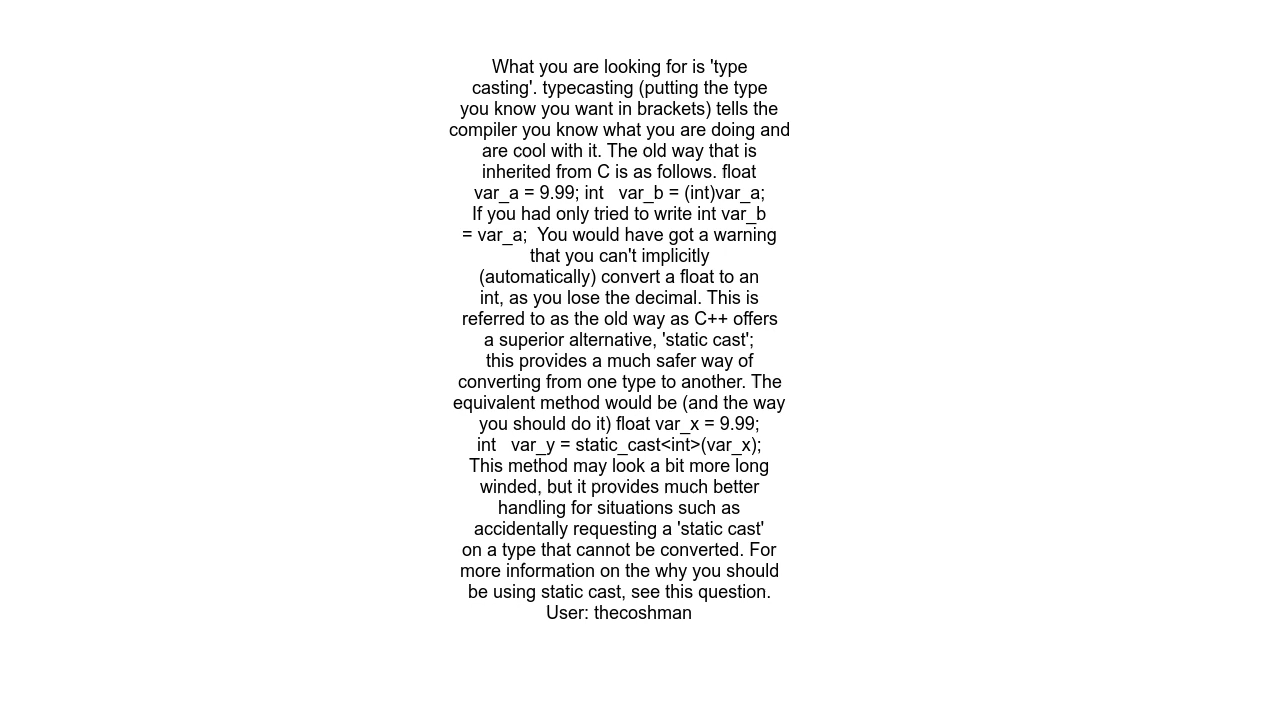 What you are looking for is 'type
casting'. typecasting (putting the type
you know you want in brackets) tells the
compiler you know what you are doing and
are cool with it. The old way that is
inherited from C is as follows. float
var_a = 9.99; int   var_b = (int)var_a;
If you had only tried to write int var_b
= var_a;  You would have got a warning
that you can't implicitly
(automatically) convert a float to an
int, as you lose the decimal. This is
referred to as the old way as C++ offers
a superior alternative, 'static cast';
this provides a much safer way of
converting from one type to another. The
equivalent method would be (and the way
you should do it) float var_x = 9.99;
int   var_y = static_cast<int>(var_x);
This method may look a bit more long
winded, but it provides much better
handling for situations such as
accidentally requesting a 'static cast'
on a type that cannot be converted. For
more information on the why you should
be using static cast, see this question.
User: thecoshman